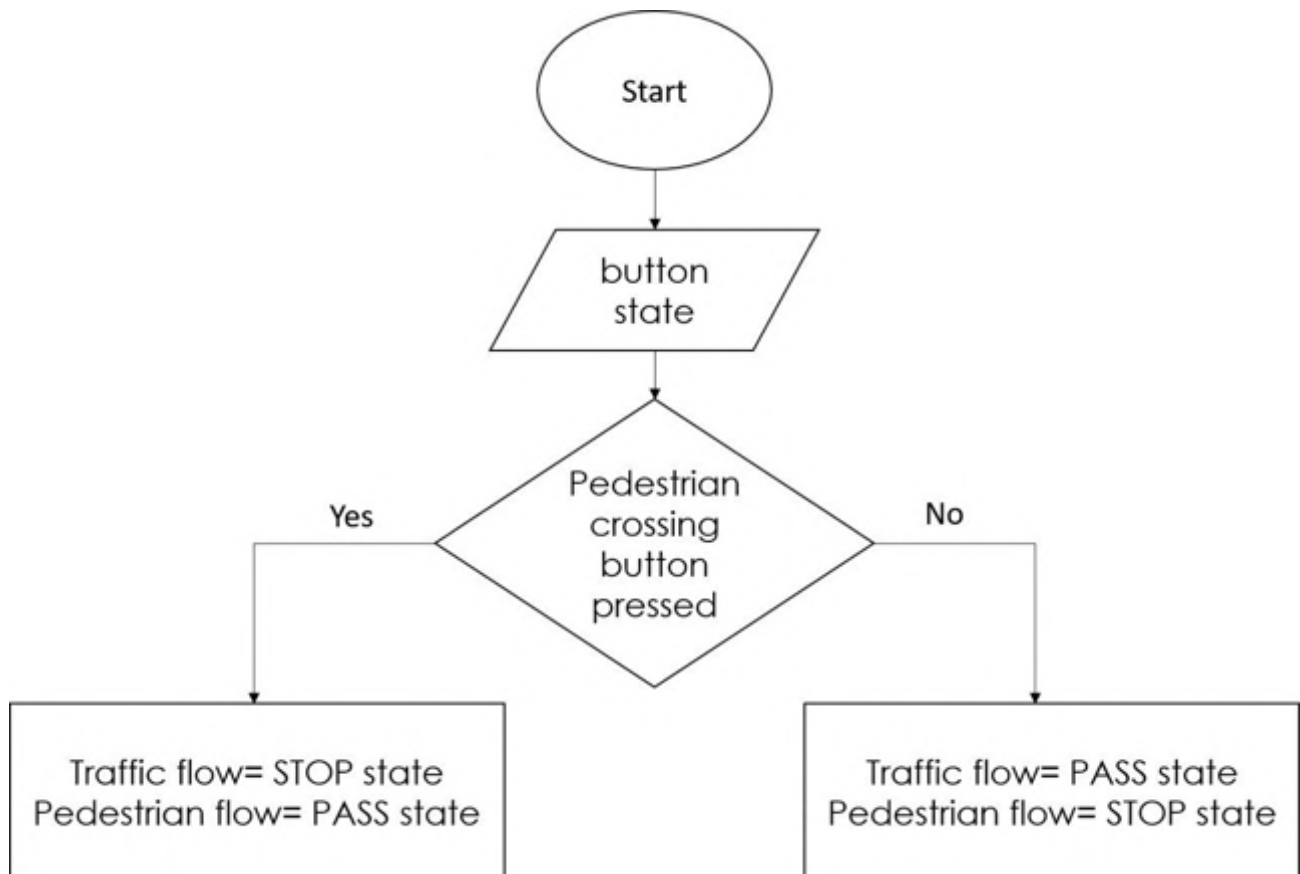 Start
button
state
Pedestrian
crossing
button
pressed
Yes
No
Traffic flow= STOP state
Pedestrian flow= PASS state
Traffic flow= PASS state
Pedestrian flow= STOP state